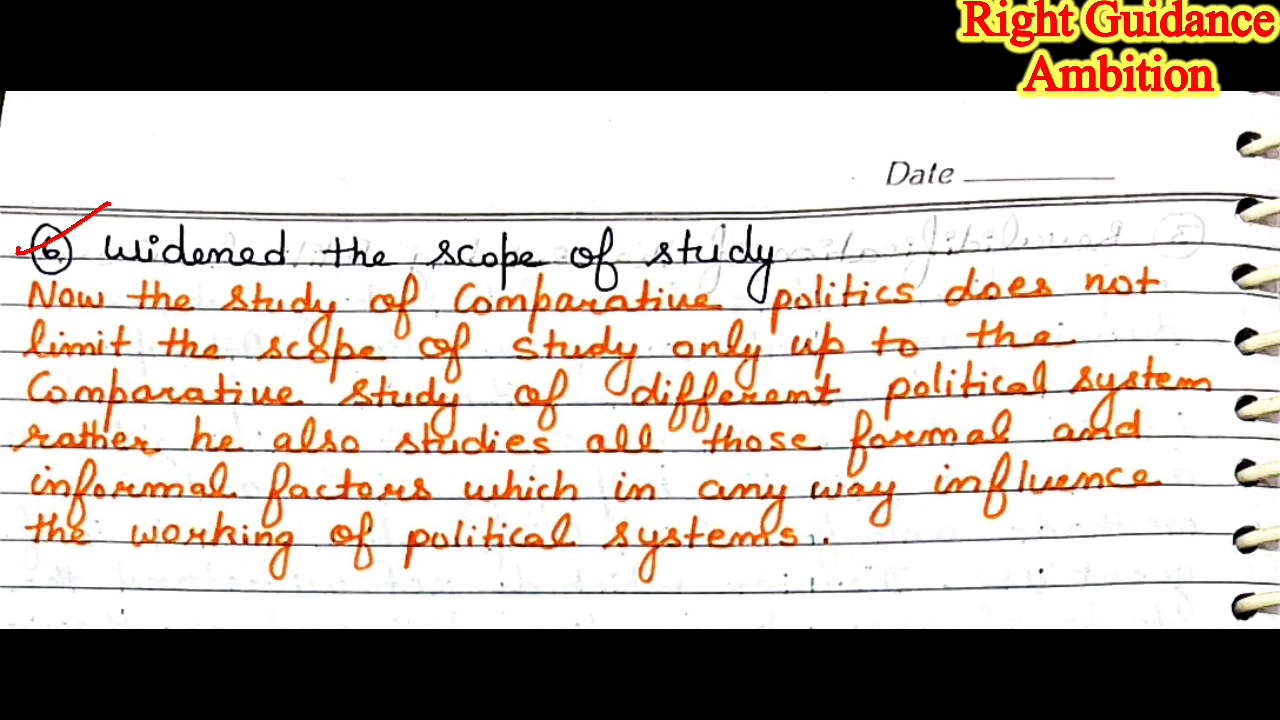 Right Guidance
Ambition
Date
6 widened the scope of study
Now the study of comparative politics does not
limit the scope of study only up to the
comparative study of different political system
rather he also studies all those formal and
informal factors which in any way influence
the working of political systems.